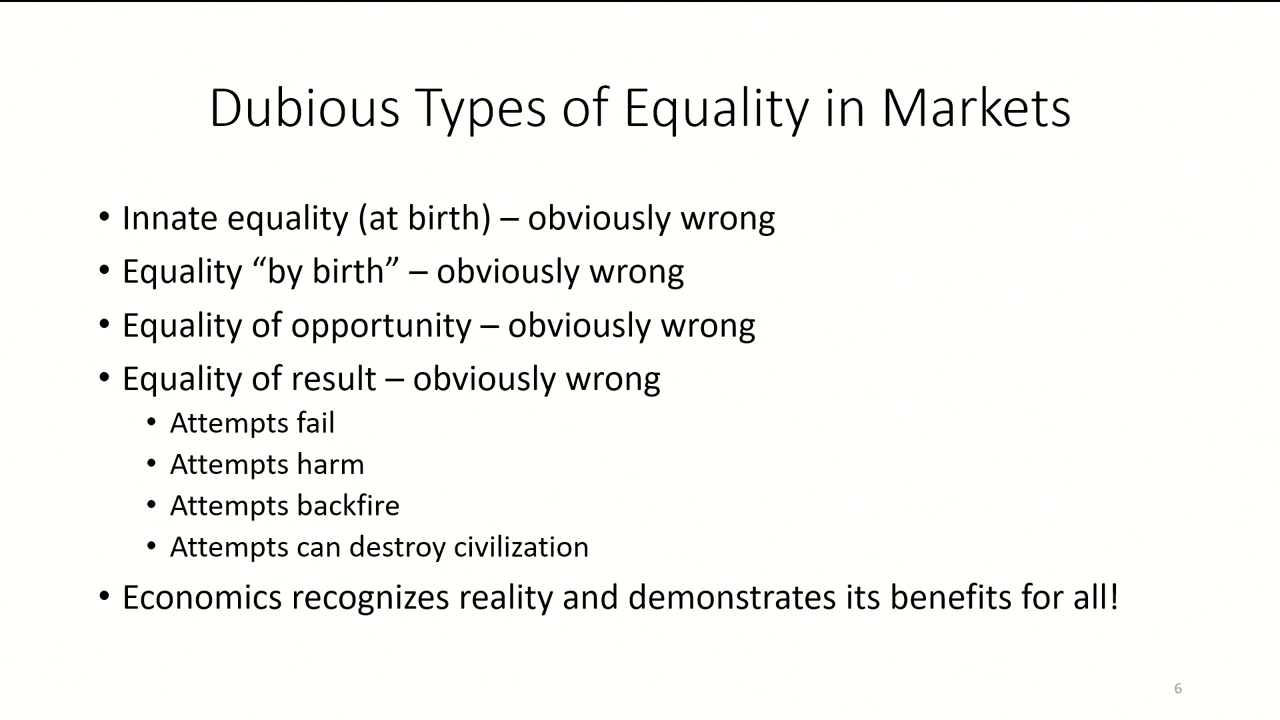 Dubious Types of Equality in Markets
• Innate equality (at birth) – obviously wrong
• Equality “by birth” – obviously wrong
• Equality of opportunity – obviously wrong
• Equality of result – obviously wrong
• Attempts fail
• Attempts harm
• Attempts backfire
• Attempts can destroy civilization
• Economics recognizes reality and demonstrates its benefits for all!
6